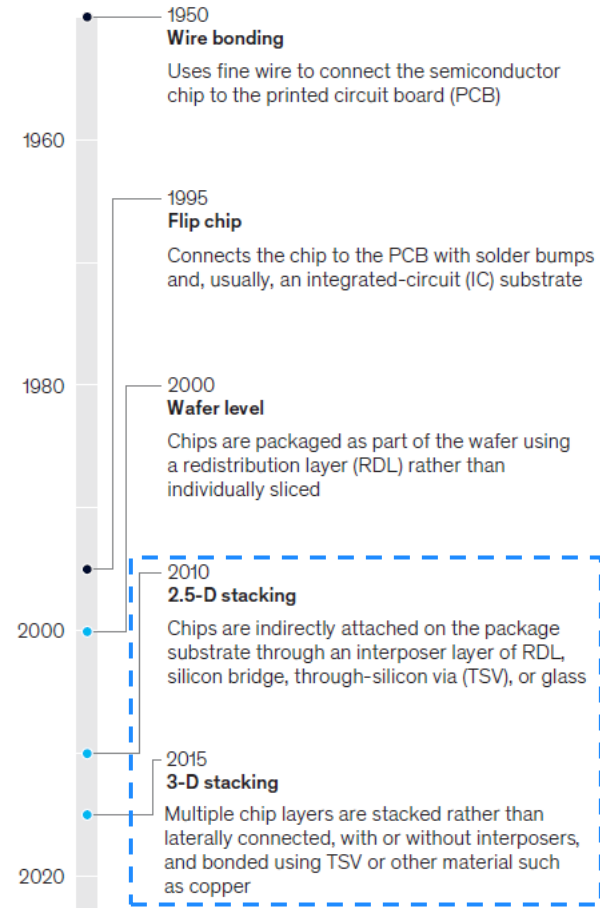 1950
Wire bonding
Uses fine wire to connect the semiconductor
chip to the printed circuit board (PCB)
1960
1995
Flip chip
Connects the chip to the PCB with solder bumps
and, usually, an integrated-circuit (IC) substrate
1980
2000
Wafer level
Chips are packaged as part of the wafer using
a redistribution layer (RDL) rather than
individually sliced
2010
2.5-D stacking
2000
Chips are indirectly attached on the package
substrate through an interposer layer of RDL,
silicon bridge, through-silicon via (TSV), or glass
2015
3-D stacking
Multiple chip layers are stacked rather than
laterally connected, with or without interposers,
and bonded using TSV or other material such
as copper
2020